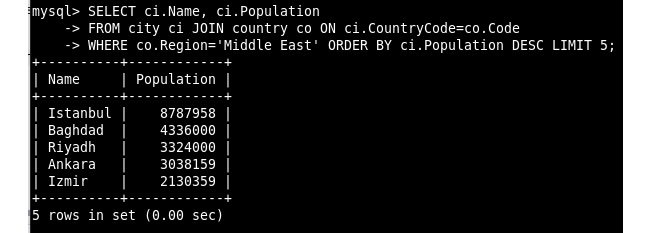 mysql> SELECT ci.Name, ci.Population
    -> FROM city ci JOIN country co ON ci.CountryCode=co.Code
    -> WHERE co.Region='Middle East' ORDER BY ci.Population DESC LIMIT 5;
+----------+------------+
| Name     | Population |
+----------+------------+
| Istanbul |    8787958 |
| Baghdad  |    4336000 |
| Riyadh   |    3324000 |
| Ankara   |    3038159 |
| Izmir    |    2130359 |
+----------+------------+
5 rows in set (0.00 sec)